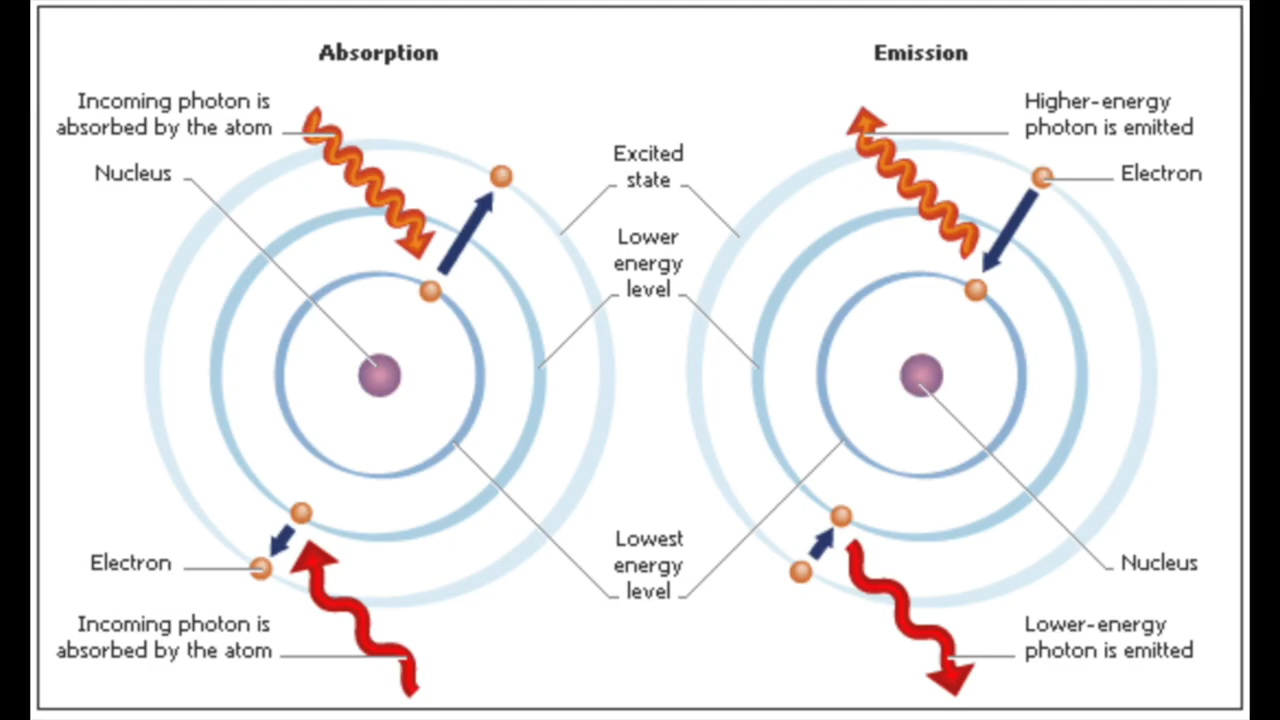 Absorption
Emission
Incoming photon is
absorbed by the atom
Nucleus
Excited
state
Lower
energy
level
Higher-energy
photon is emitted
Electron
Electron
Incoming photon is
absorbed by the atom
Lowest
energy
level
Nucleus
Lower-energy
photon is emitted